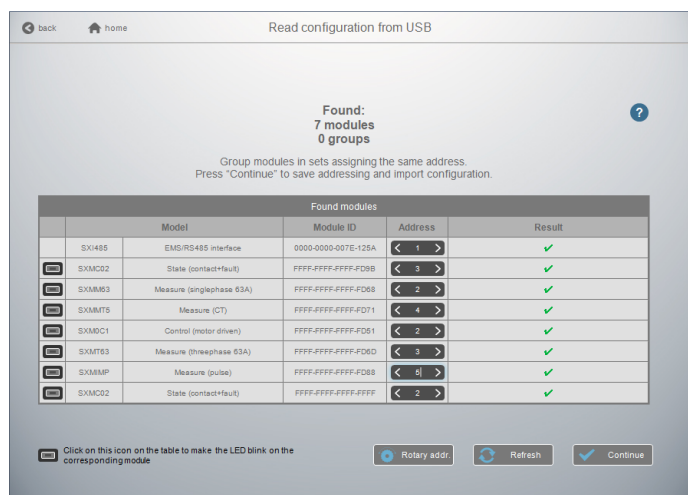 back home Read configuration from USB
Found:
7 modules
0 groups
?
Group modules in sets assigning the same address.
Press "Continue" to save addressing and import configuration.
Found modules
Model Module ID Address Result
SXI485 EMS/RS485 interface 0000-0000-007E-125A 1
SXMC02 State (contact+fault) FFFF-FFFF-FFFF-FD9B 3
SXMM63 Measure (singlephase 63A) FFFF-FFFF-FFFF-FD68 2
SXMMT5 Measure (CT) FFFF-FFFF-FFFF-FD71 4
SXM0C1 Control (motor driven) FFFF-FFFF-FFFF-FD51 2
SXMT63 Measure (threephase 63A) FFFF-FFFF-FFFF-FD6D 3
SXMIMP Measure (pulse) FFFF-FFFF-FFFF-FD88 5
SXMC02 State (contact+fault) FFFF-FFFF-FFFF-FFFF 2
Click on this icon on the table to make the LED blink on the
corresponding module
Rotary addr. Refresh Continue